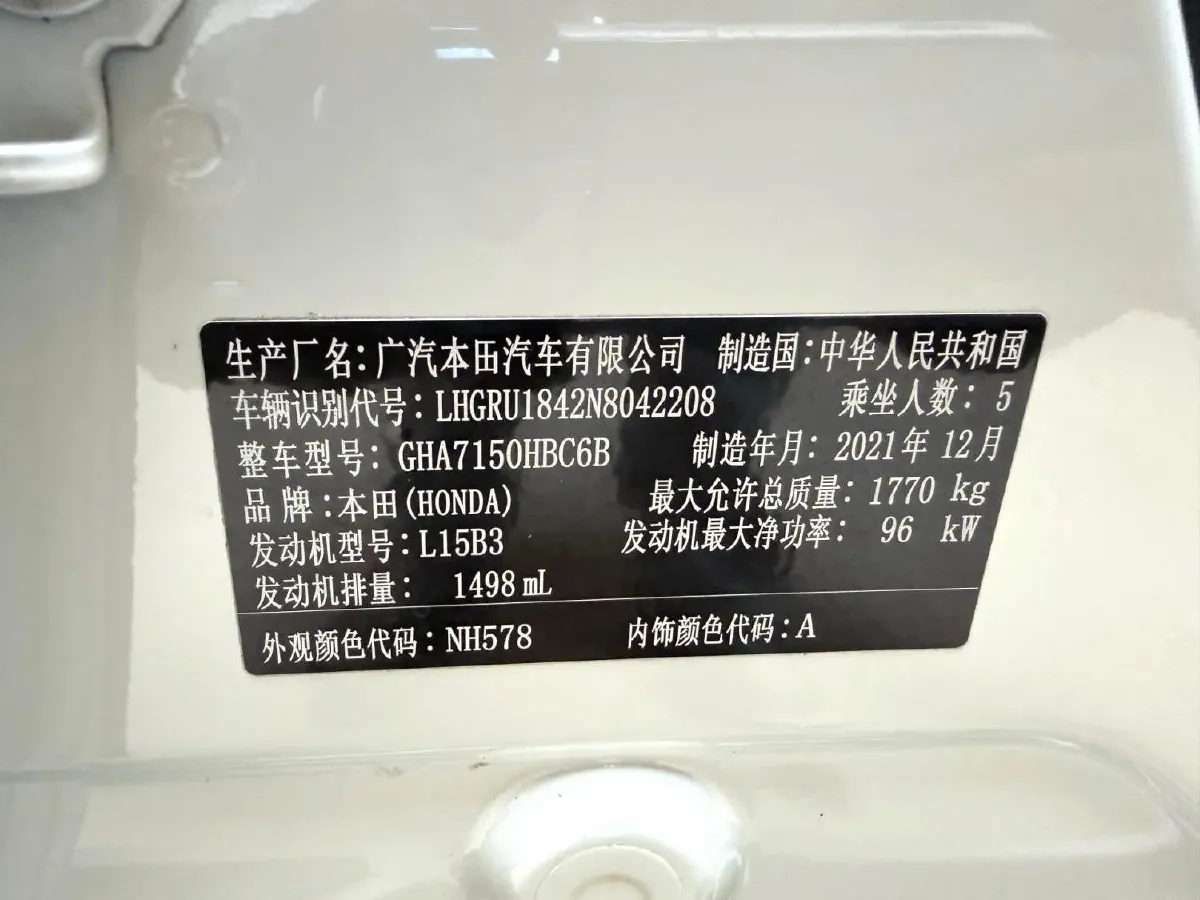 生产厂名：广汽本田汽车有限公司 制造国：中华人民共和国
车辆识别代号：LHGRU1842N8042208 乘坐人数：5
整车型号：GHA7150HBC6B 制造年月：2021年12月
品牌：本田(HONDA) 最大允许总质量：1770 kg
发动机型号：L15B3 发动机最大净功率：96 kW
发动机排量：1498 mL
外观颜色代码：NH578 内饰颜色代码：A